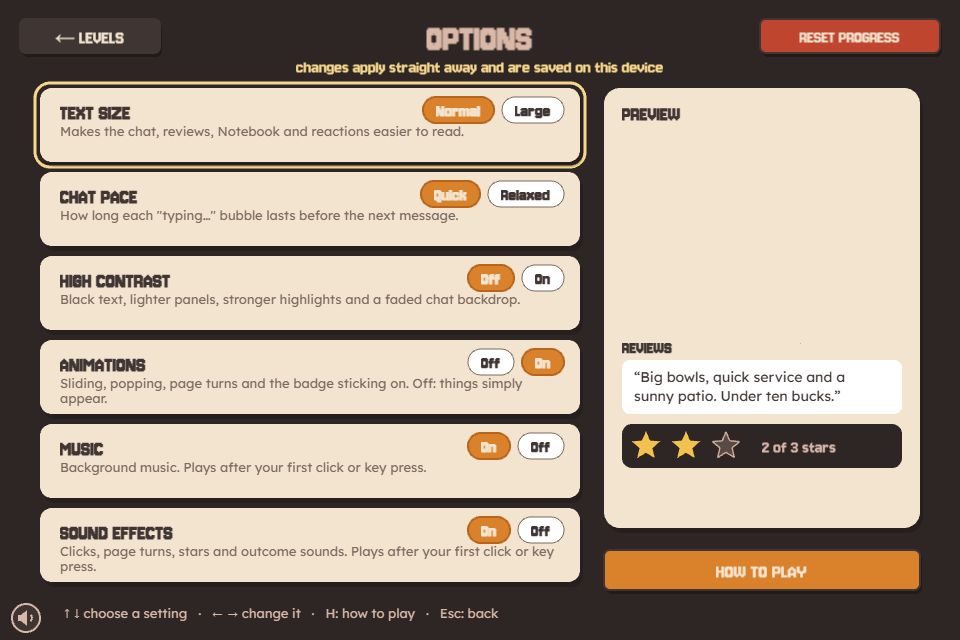 ← LEVELS
OPTIONS
RESET PROGRESS
changes apply straight away and are saved on this device
TEXT SIZE
Normal
Large
Makes the chat, reviews, Notebook and reactions easier to read.
CHAT PACE
Quick
Relaxed
How long each "typing…" bubble lasts before the next message.
HIGH CONTRAST
Off
On
Black text, lighter panels, stronger highlights and a faded chat backdrop.
ANIMATIONS
Off
On
Sliding, popping, page turns and the badge sticking on. Off: things simply
appear.
MUSIC
On
Off
Background music. Plays after your first click or key press.
SOUND EFFECTS
On
Off
Clicks, page turns, stars and outcome sounds. Plays after your first click or key
press.
PREVIEW
REVIEWS
“Big bowls, quick service and a
sunny patio. Under ten bucks.”
2 of 3 stars
HOW TO PLAY
↑ ↓ choose a setting · ← → change it · H: how to play · Esc: back